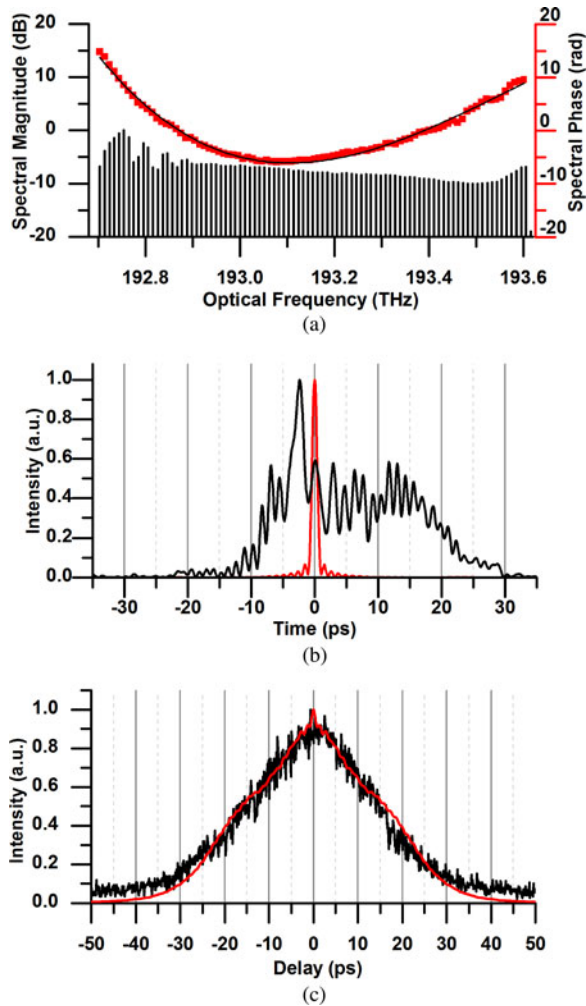 20
10
0
-10
-20
Spectral Magnitude (dB)
20
10
0
-10
-20
Spectral Phase (rad)
192.8 193.0 193.2 193.4 193.6
Optical Frequency (THz)
(a)
1.0
0.8
0.6
0.4
0.2
0.0
Intensity (a.u.)
-30 -20 -10 0 10 20 30
Time (ps)
(b)
1.0
0.8
0.6
0.4
0.2
0.0
Intensity (a.u.)
-50 -40 -30 -20 -10 0 10 20 30 40 50
Delay (ps)
(c)